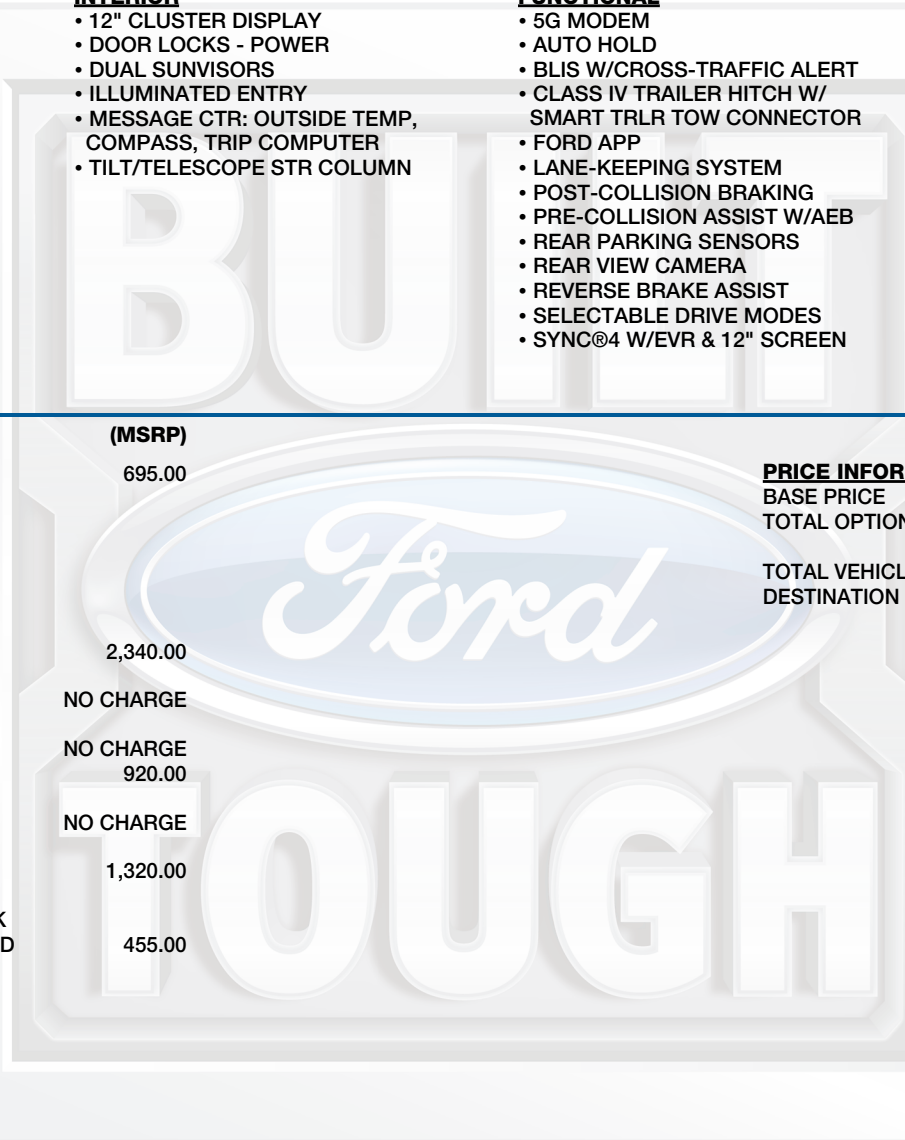 INTERIOR
• 12" CLUSTER DISPLAY
• DOOR LOCKS - POWER
• DUAL SUNVISORS
• ILLUMINATED ENTRY
• MESSAGE CTR: OUTSIDE TEMP,
COMPASS, TRIP COMPUTER
• TILT/TELESCOPE STR COLUMN
FUNCTIONAL
• 5G MODEM
• AUTO HOLD
• BLIS W/CROSS-TRAFFIC ALERT
• CLASS IV TRAILER HITCH W/
SMART TRLR TOW CONNECTOR
• FORD APP
• LANE-KEEPING SYSTEM
• POST-COLLISION BRAKING
• PRE-COLLISION ASSIST W/AEB
• REAR PARKING SENSORS
• REAR VIEW CAMERA
• REVERSE BRAKE ASSIST
• SELECTABLE DRIVE MODES
• SYNC®4 W/EVR & 12" SCREEN
BUILT
Ford
TOUGH
(MSRP)
695.00
2,340.00
NO CHARGE
NO CHARGE
920.00
NO CHARGE
1,320.00
K
D 455.00
PRICE INFOR
BASE PRICE
TOTAL OPTION
TOTAL VEHICL
DESTINATION